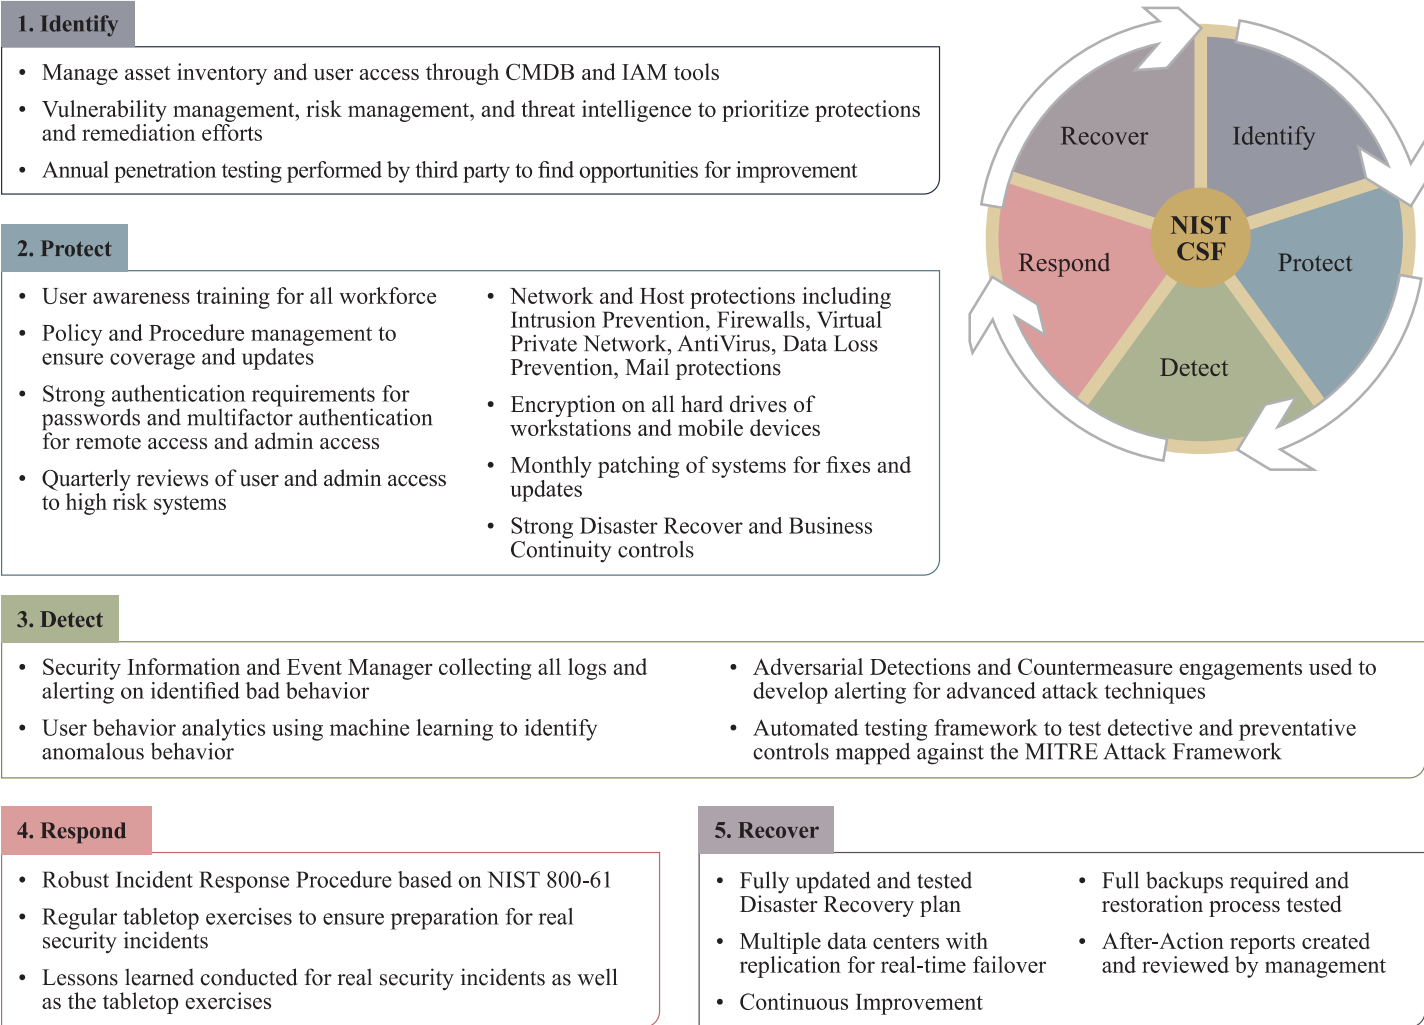 1. Identify
• Manage asset inventory and user access through CMDB and IAM tools
• Vulnerability management, risk management, and threat intelligence to prioritize protections
and remediation efforts
• Annual penetration testing performed by third party to find opportunities for improvement
Recover
Identify
NIST
CSF
Respond
Protect
Detect
2. Protect
• User awareness training for all workforce
• Policy and Procedure management to
ensure coverage and updates
• Strong authentication requirements for
passwords and multifactor authentication
for remote access and admin access
• Quarterly reviews of user and admin access
to high risk systems
• Network and Host protections including
Intrusion Prevention, Firewalls, Virtual
Private Network, AntiVirus, Data Loss
Prevention, Mail protections
• Encryption on all hard drives of
workstations and mobile devices
• Monthly patching of systems for fixes and
updates
• Strong Disaster Recover and Business
Continuity controls
3. Detect
• Security Information and Event Manager collecting all logs and
alerting on identified bad behavior
• User behavior analytics using machine learning to identify
anomalous behavior
• Adversarial Detections and Countermeasure engagements used to
develop alerting for advanced attack techniques
• Automated testing framework to test detective and preventative
controls mapped against the MITRE Attack Framework
4. Respond
• Robust Incident Response Procedure based on NIST 800-61
• Regular tabletop exercises to ensure preparation for real
security incidents
• Lessons learned conducted for real security incidents as well
as the tabletop exercises
5. Recover
• Fully updated and tested
Disaster Recovery plan
• Multiple data centers with
replication for real-time failover
• Continuous Improvement
• Full backups required and
restoration process tested
• After-Action reports created
and reviewed by management